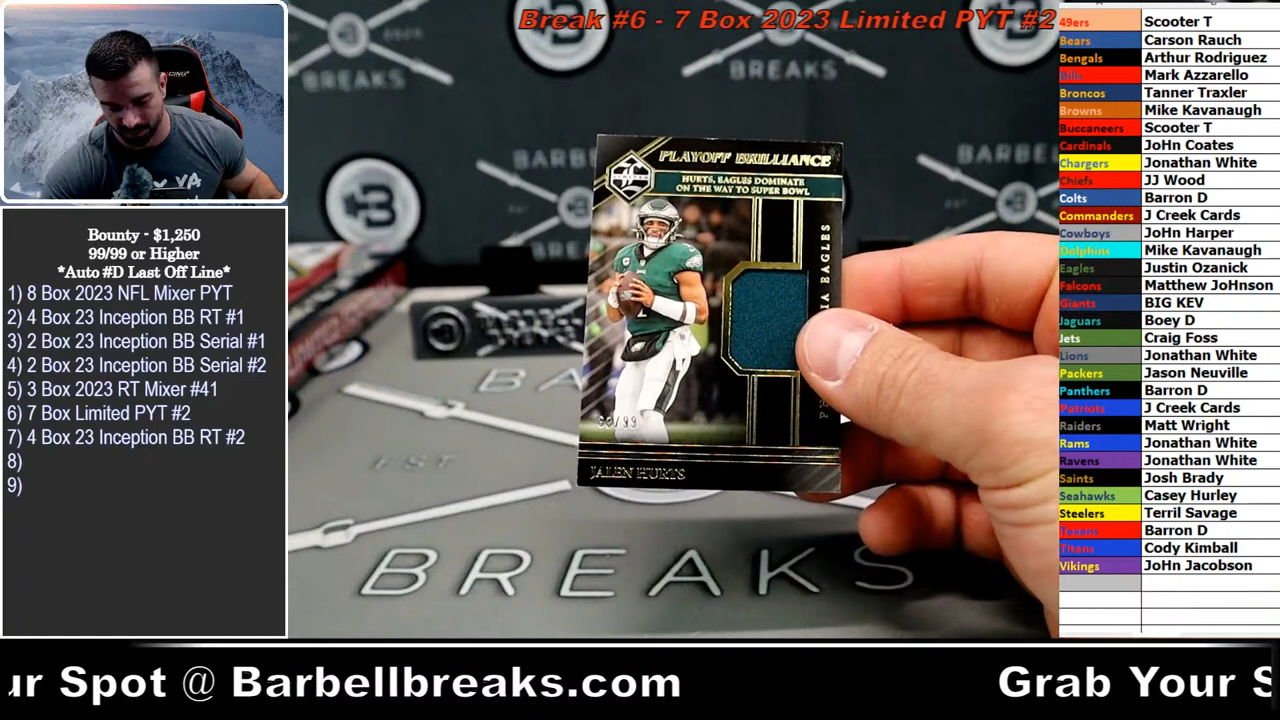 Break #6 - 7 Box 2023 Limited PYT #2
Bounty - $1,250
99/99 or Higher
*Auto #D Last Off Line*
1) 8 Box 2023 NFL Mixer PYT
2) 4 Box 23 Inception BB RT #1
3) 2 Box 23 Inception BB Serial #1
4) 2 Box 23 Inception BB Serial #2
5) 3 Box 2023 RT Mixer #41
6) 7 Box Limited PYT #2
7) 4 Box 23 Inception BB RT #2
8)
9)
BREAKS
BREAKS
PLAYOFF BRILLIANCE
LIMITED
HURTS, EAGLES DOMINATE
ON THE WAY TO SUPER BOWL
EAGLES
JALEN HURTS
BREAKS
49ers Scooter T
Bears Carson Rauch
Bengals Arthur Rodriguez
Bills Mark Azzarello
Broncos Tanner Traxler
Browns Mike Kavanaugh
Buccaneers Scooter T
Cardinals JoHn Coates
Chargers Jonathan White
Chiefs JJ Wood
Colts Barron D
Commanders J Creek Cards
Cowboys JoHn Harper
Dolphins Mike Kavanaugh
Eagles Justin Ozanick
Falcons Matthew JoHnson
Giants BIG KEV
Jaguars Boey D
Jets Craig Foss
Lions Jonathan White
Packers Jason Neuville
Panthers Barron D
Patriots J Creek Cards
Raiders Matt Wright
Rams Jonathan White
Ravens Jonathan White
Saints Josh Brady
Seahawks Casey Hurley
Steelers Terril Savage
Texans Barron D
Titans Cody Kimball
Vikings JoHn Jacobson
ur Spot @ Barbellbreaks.com
Grab Your S